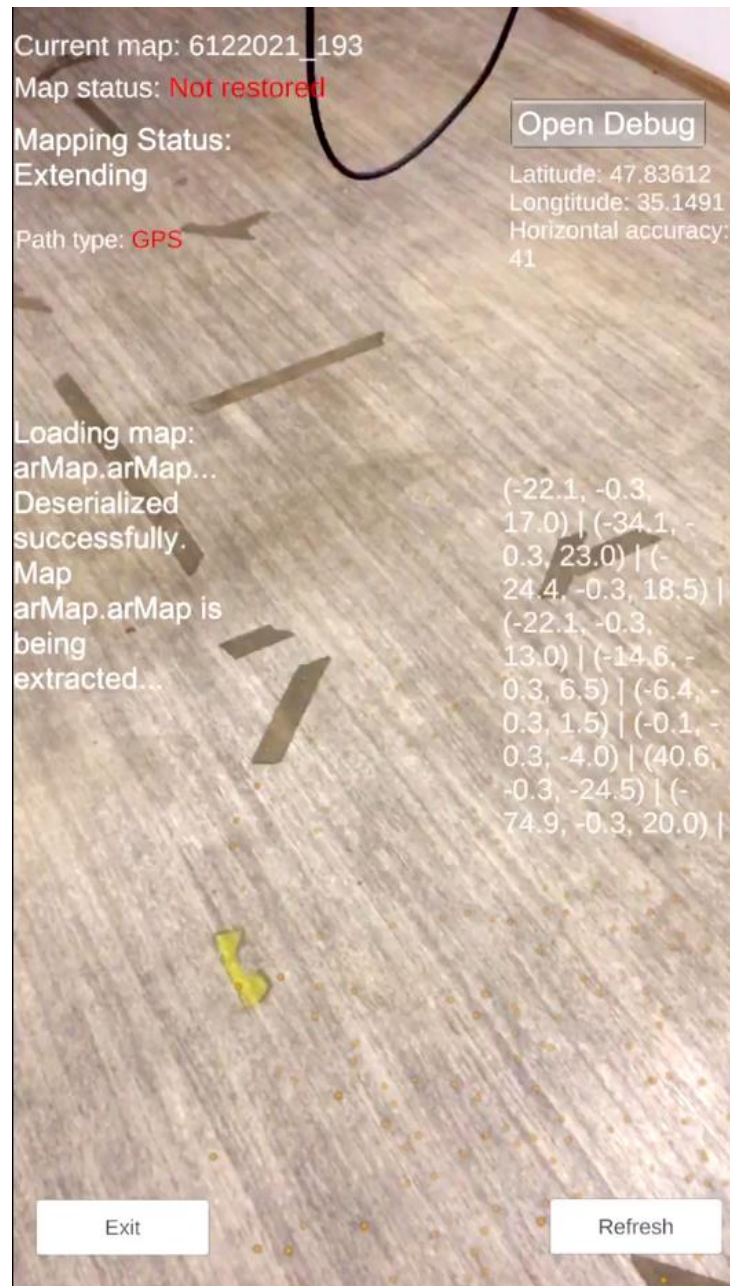 Current map: 6122021_193
Map status: Not restored
Mapping Status:
Extending
Path type: GPS
Open Debug
Latitude: 47.83612
Longtitude: 35.1491
Horizontal accuracy:
41
Loading map:
arMap.arMap...
Deserialized
successfully.
Map
arMap.arMap is
being
extracted...
(-22.1, -0.3,
17.0) | (-34.1, -
0.3, 23.0) | (-
24.4, -0.3, 18.5) |
(-22.1, -0.3,
13.0) | (-14.6, -
0.3, 6.5) | (-6.4, -
0.3, 1.5) | (-0.1, -
0.3, -4.0) | (40.6,
-0.3, -24.5) | (-
74.9, -0.3, 20.0) |
Exit
Refresh